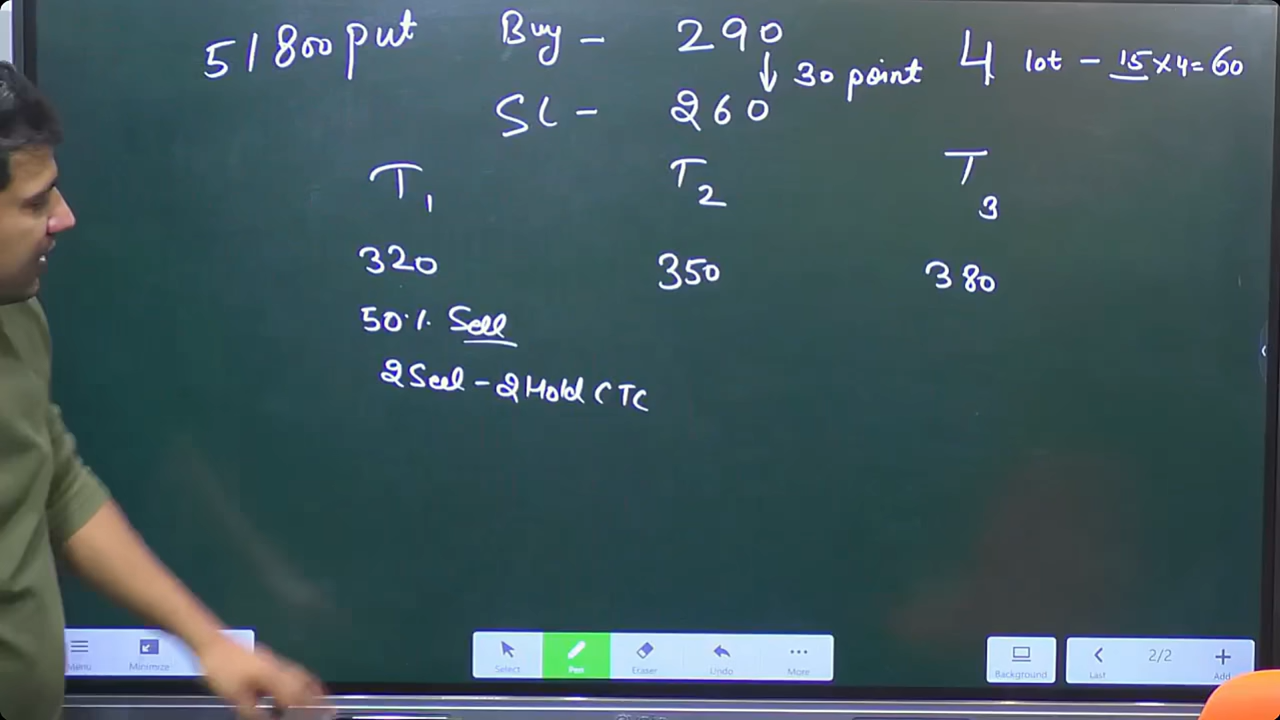 51800 put Buy - 290 4 lot - 15×4=60
↓ 30 point
SL - 260
T1 T2 T3
320 350 380
50% Sell
2 Sell - 2 Hold CTC
Menu Minimize Select Pen Eraser Undo More Background Last 2/2 Add